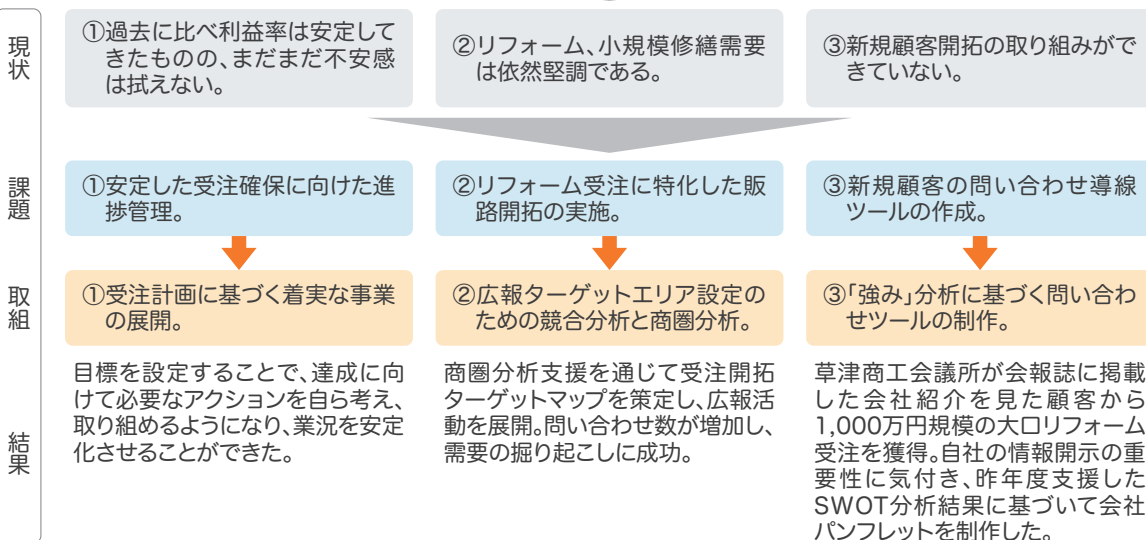 現状
①過去に比べ利益率は安定して
きたものの、まだまだ不安感
は拭えない。
②リフォーム、小規模修繕需要
は依然堅調である。
③新規顧客開拓の取り組みがで
きていない。
課題
①安定した受注確保に向けた進
捗管理。
②リフォーム受注に特化した販
路開拓の実施。
③新規顧客の問い合わせ導線
ツールの作成。
取組
①受注計画に基づく着実な事業
の展開。
②広報ターゲットエリア設定の
ための競合分析と商圏分析。
③「強み」分析に基づく問い合わ
せツールの制作。
結果
目標を設定することで、達成に向
けて必要なアクションを自ら考え、
取り組めるようになり、業況を安定
化させることができた。
商圏分析支援を通じて受注開拓
ターゲットマップを策定し、広報活
動を展開。問い合わせ数が増加し、
需要の掘り起こしに成功。
草津商工会議所が会報誌に掲載
した会社紹介を見た顧客から
1,000万円規模の大口リフォーム
受注を獲得。自社の情報開示の重
要性に気付き、昨年度支援した
SWOT分析結果に基づいて会社
パンフレットを制作した。